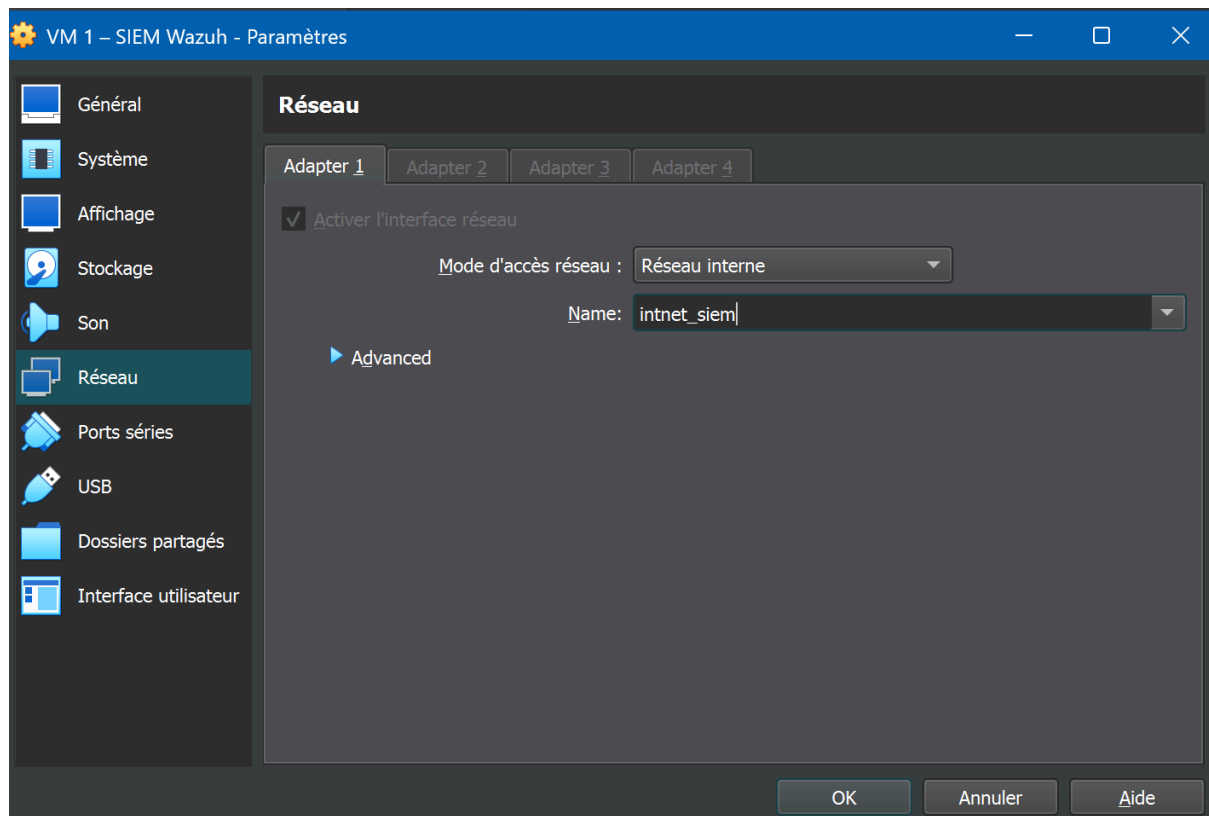 VM 1 – SIEM Wazuh - Paramètres
Général
Système
Affichage
Stockage
Son
Réseau
Ports séries
USB
Dossiers partagés
Interface utilisateur
Réseau
Adapter 1 Adapter 2 Adapter 3 Adapter 4
Activer l'interface réseau
Mode d'accès réseau : Réseau interne
Name: intnet_siem
Advanced
OK Annuler Aide